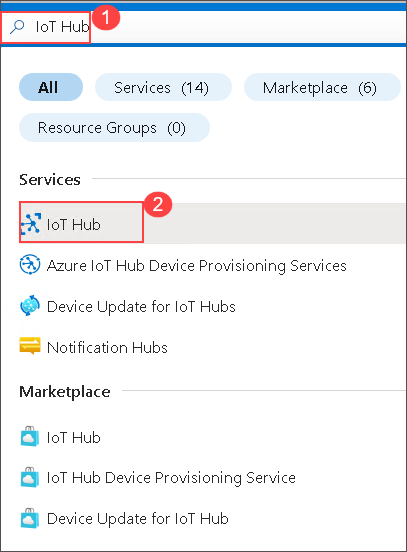 IoT Hub 1
All Services (14) Marketplace (6)
Resource Groups (0)
Services
2
IoT Hub
Azure IoT Hub Device Provisioning Services
Device Update for IoT Hubs
Notification Hubs
Marketplace
IoT Hub
IoT Hub Device Provisioning Service
Device Update for IoT Hub